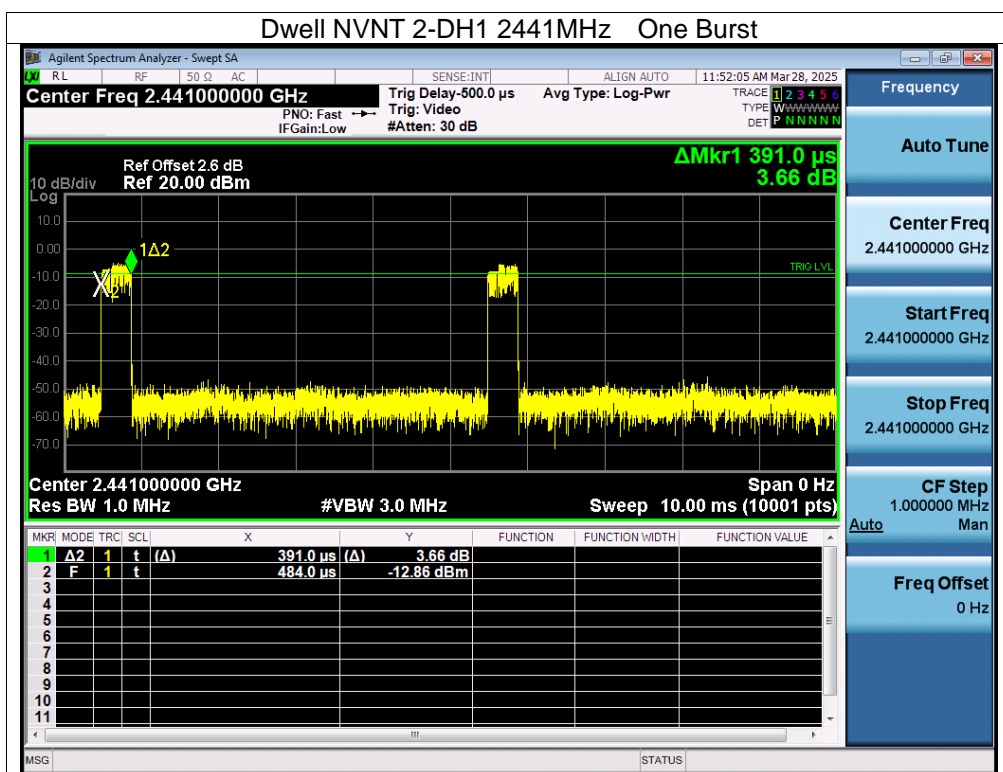 Dwell NVNT 2-DH1 2441MHz One Burst
Agilent Spectrum Analyzer - Swept SA
LXI RL RF 50 Ω AC SENSE:INT ALIGN AUTO 11:52:05 AM Mar 28, 2025
Center Freq 2.441000000 GHz
PNO: Fast
IFGain:Low
Trig Delay-500.0 µs
Trig: Video
#Atten: 30 dB
Avg Type: Log-Pwr
TRACE 1 2 3 4 5 6
TYPE WWWWWW
DET P N N N N N
ΔMkr1 391.0 µs
3.66 dB
Ref Offset 2.6 dB
10 dB/div Ref 20.00 dBm
Log
10.0
0.00
-10.0
-20.0
-30.0
-40.0
-50.0
-60.0
-70.0
1Δ2
2
TRIG LVL
Center 2.441000000 GHz Span 0 Hz
Res BW 1.0 MHz #VBW 3.0 MHz Sweep 10.00 ms (10001 pts)
MKR MODE TRC SCL X Y FUNCTION FUNCTION WIDTH FUNCTION VALUE
1 Δ2 1 t (Δ) 391.0 µs (Δ) 3.66 dB
2 F 1 t 484.0 µs -12.86 dBm
3
4
5
6
7
8
9
10
11
MSG STATUS
Frequency
Auto Tune
Center Freq
2.441000000 GHz
Start Freq
2.441000000 GHz
Stop Freq
2.441000000 GHz
CF Step
1.000000 MHz
Auto Man
Freq Offset
0 Hz